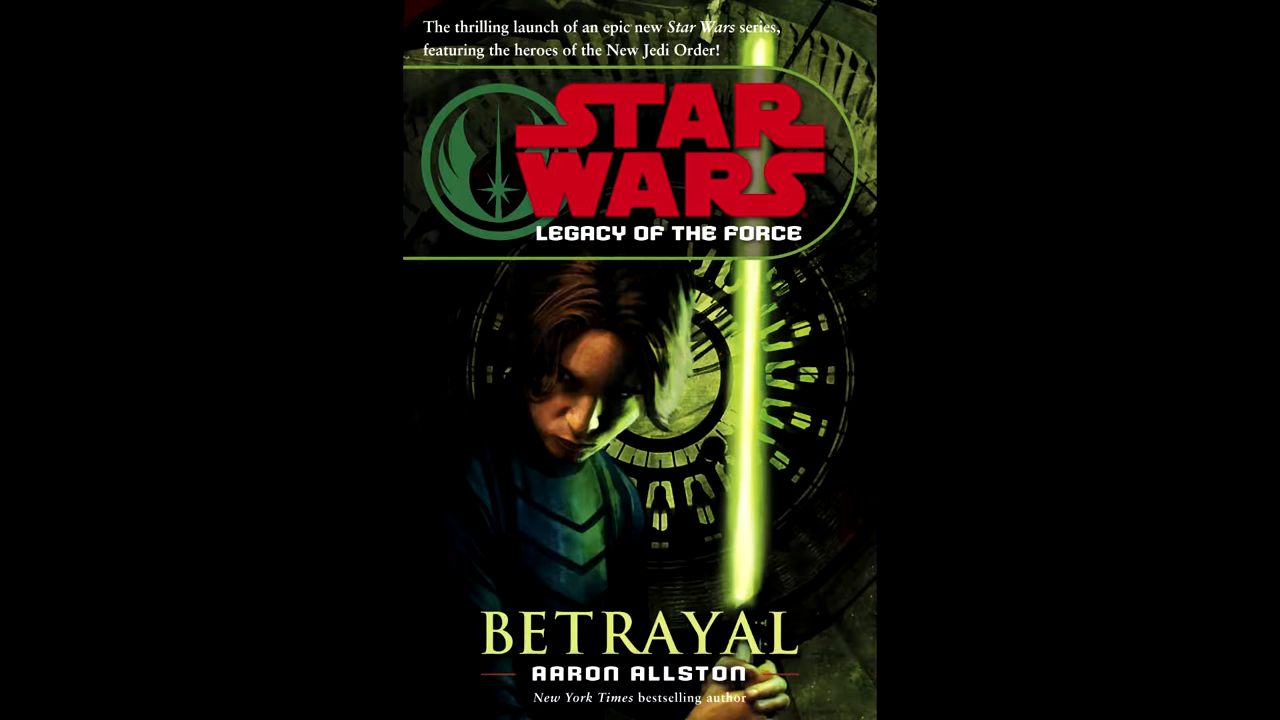 The thrilling launch of an epic new Star Wars series,
featuring the heroes of the New Jedi Order!
STAR
WARS
LEGACY OF THE FORCE
BETRAYAL
AARON ALLSTON
New York Times bestselling author